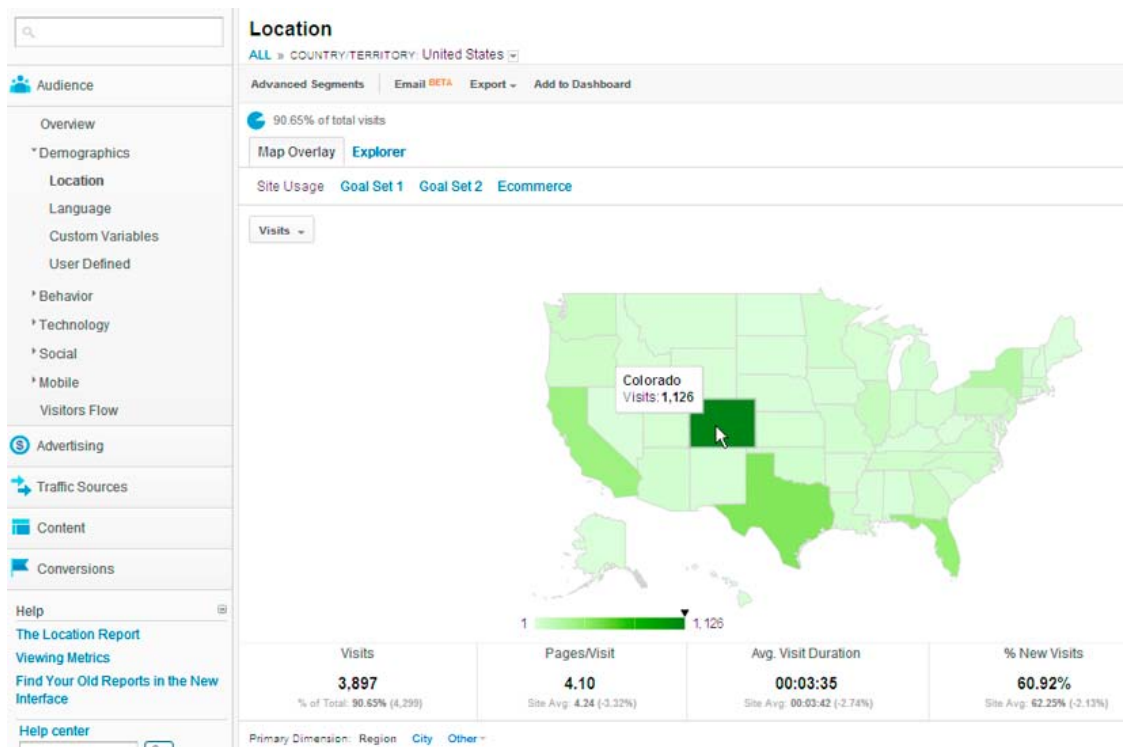 Location
ALL » COUNTRY/TERRITORY: United States
Advanced Segments Email BETA Export Add to Dashboard
90.65% of total visits
Map Overlay Explorer
Site Usage Goal Set 1 Goal Set 2 Ecommerce
Visits
Audience
Overview
Demographics
Location
Language
Custom Variables
User Defined
Behavior
Technology
Social
Mobile
Visitors Flow
Advertising
Traffic Sources
Content
Conversions
Help
The Location Report
Viewing Metrics
Find Your Old Reports in the New
Interface
Help center
Colorado
Visits: 1,126
1 1,126
Visits Pages/Visit Avg. Visit Duration % New Visits
3,897 4.10 00:03:35 60.92%
% of Total: 90.65% (4,299) Site Avg: 4.24 (-3.32%) Site Avg: 00:03:42 (-2.74%) Site Avg: 62.25% (-2.13%)
Primary Dimension: Region City Other